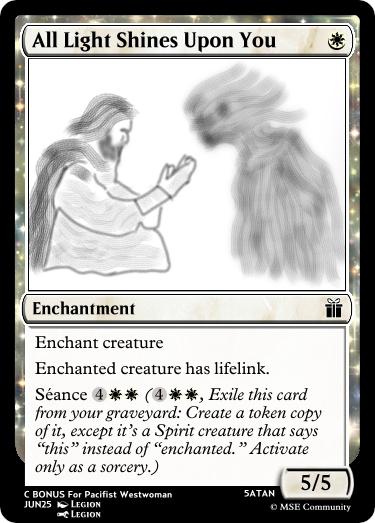 All Light Shines Upon You
Enchantment
Enchant creature
Enchanted creature has lifelink.
Séance 4 (4, Exile this card
from your graveyard: Create a token copy
of it, except it's a Spirit creature that says
“this” instead of “enchanted.” Activate
only as a sorcery.)
5/5
C BONUS For Pacifist Westwoman
5ATAN
JUN25 Legion
Legion
© MSE Community